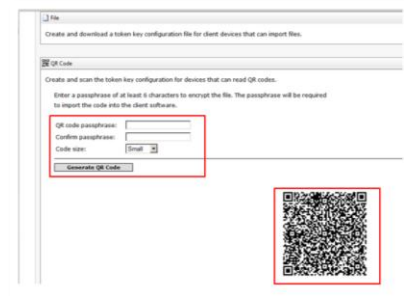 File
Create and download a token key configuration file for client devices that can import files.
QR Code
Create and scan the token key configuration for devices that can read QR codes.
Enter a passphrase of at least 6 characters to encrypt the file. The passphrase will be required
to import the code into the client software.
QR code passphrase:
Confirm passphrase:
Code size: Small
Generate QR Code